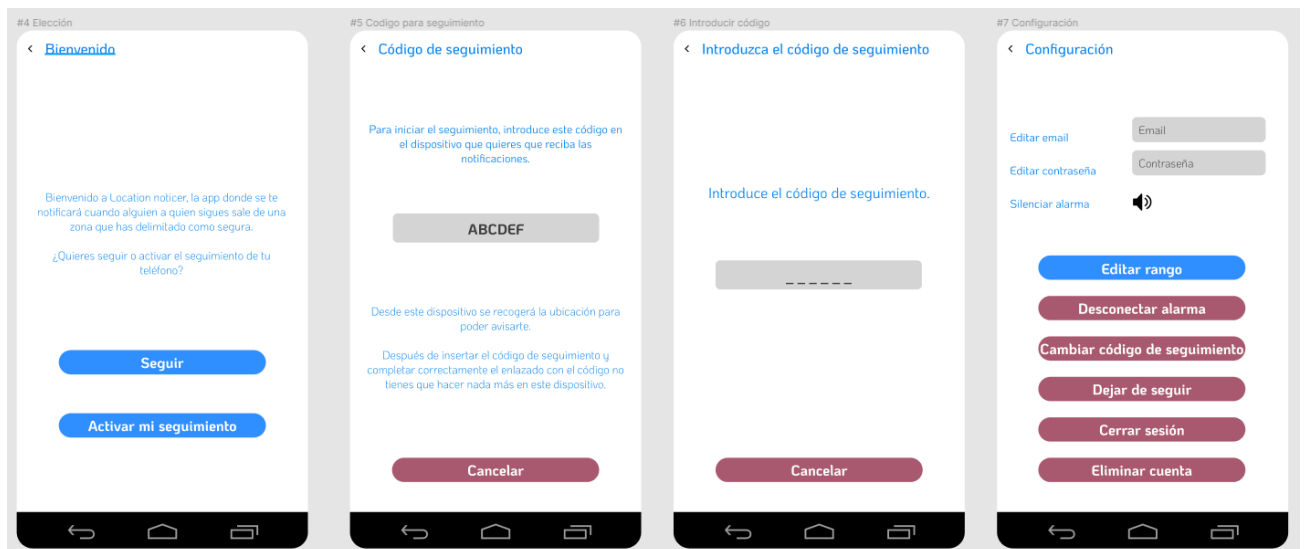 #4 Elección
Bienvenido
Bienvenido a Location noticer, la app donde se te
notificará cuando alguien a quien sigues sale de una
zona que has delimitado como segura.
¿Quieres seguir o activar el seguimiento de tu
teléfono?
Seguir
Activar mi seguimiento
#5 Codigo para seguimiento
Código de seguimiento
Para iniciar el seguimiento, introduce este código en
el dispositivo que quieres que reciba las
notificaciones.
ABCDEF
Desde este dispositivo se recogerá la ubicación para
poder avisarte.
Después de insertar el código de seguimiento y
completar correctamente el enlazado con el código no
tienes que hacer nada más en este dispositivo.
Cancelar
#6 Introducir código
Introduzca el código de seguimiento
Introduce el código de seguimiento.
_ _ _ _ _ _
Cancelar
#7 Configuración
Configuración
Editar email
Email
Editar contraseña
Contraseña
Silenciar alarma
Editar rango
Desconectar alarma
Cambiar código de seguimiento
Dejar de seguir
Cerrar sesión
Eliminar cuenta